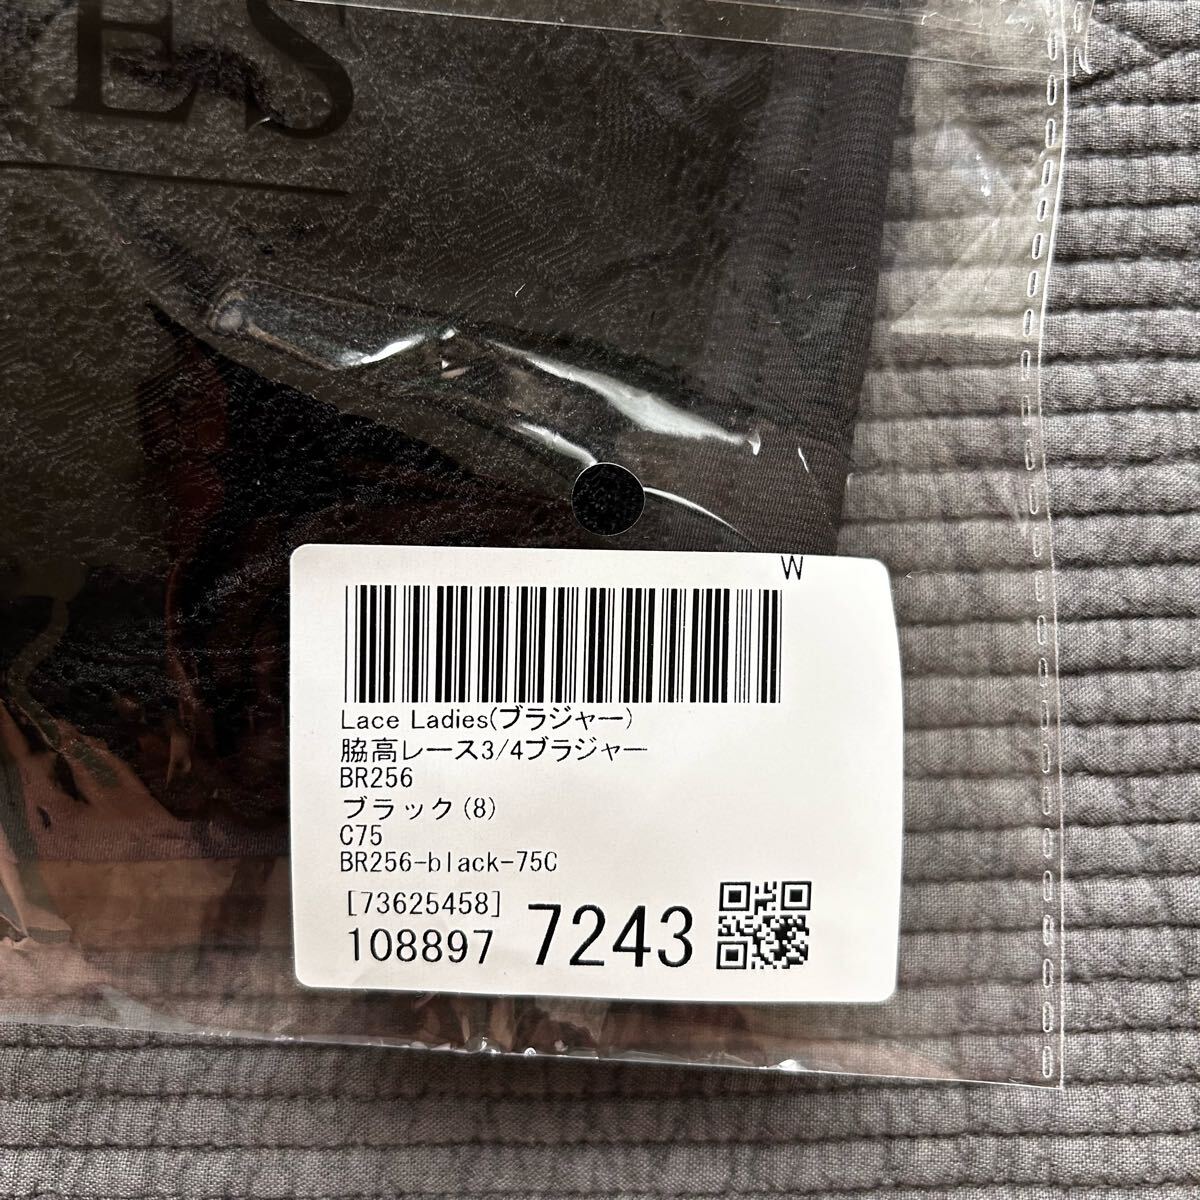 ES
W
Lace Ladies(ブラジャー)
脇高レース3/4ブラジャー
BR256
ブラック(8)
C75
BR256-black-75C
[73625458]
108897 7243